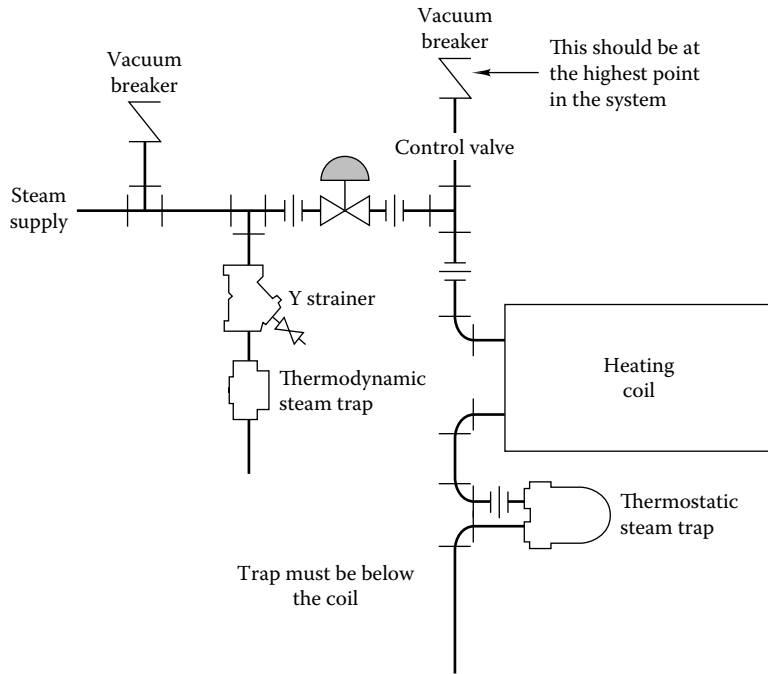 Vacuum
breaker
This should be at
the highest point
in the system
Vacuum
breaker
Control valve
Steam
supply
Y strainer
Thermodynamic
steam trap
Heating
coil
Thermostatic
steam trap
Trap must be below
the coil